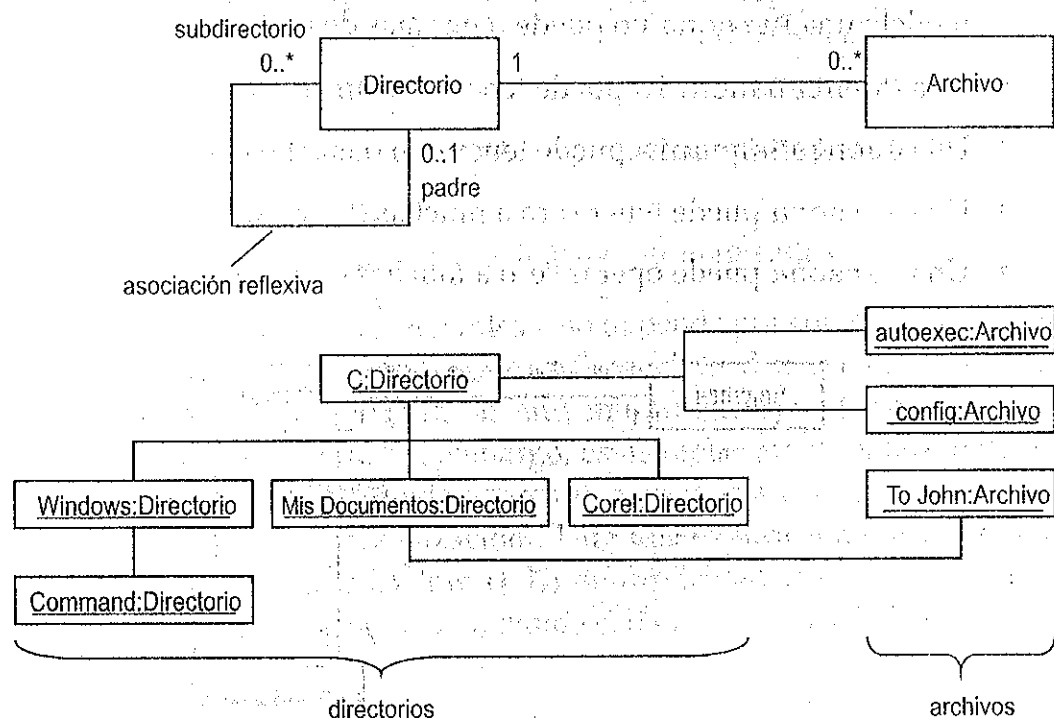 subdirectorio
0..*
Directorio
1
0..*
Archivo
0..1
padre
asociación reflexiva
C:Directorio
autoexec:Archivo
config:Archivo
Windows:Directorio
Mis Documentos:Directorio
Corel:Directorio
To John:Archivo
Command:Directorio
directorios
archivos